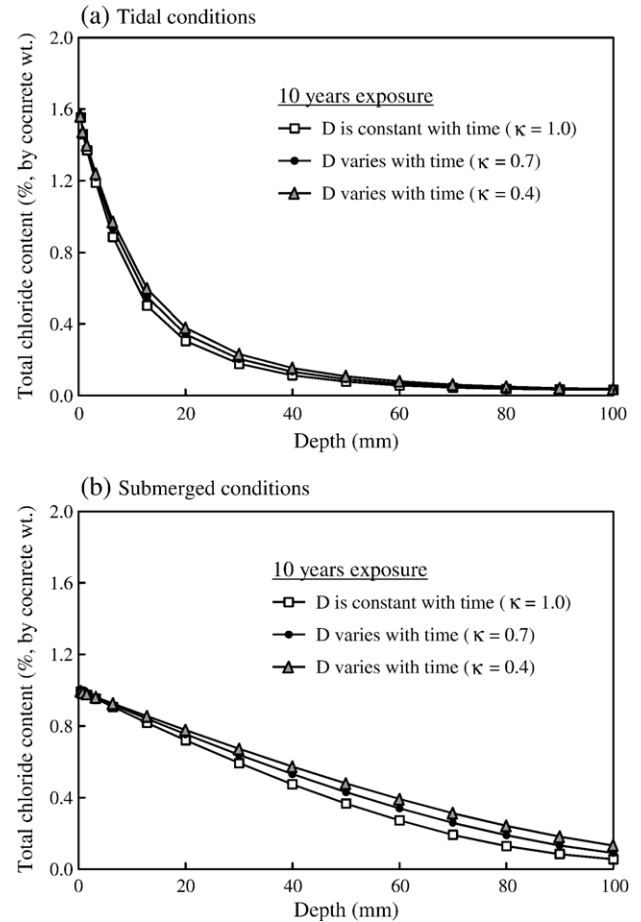 (a) Tidal conditions
2.0
1.6
1.2
0.8
0.4
0.0
Total chloride content (%, by cocnrete wt.)
10 years exposure
D is constant with time ( κ = 1.0)
D varies with time ( κ = 0.7)
D varies with time ( κ = 0.4)
0 20 40 60 80 100
Depth (mm)
(b) Submerged conditions
2.0
1.6
1.2
0.8
0.4
0.0
Total chloride content (%, by cocnrete wt.)
10 years exposure
D is constant with time ( κ = 1.0)
D varies with time ( κ = 0.7)
D varies with time ( κ = 0.4)
0 20 40 60 80 100
Depth (mm)